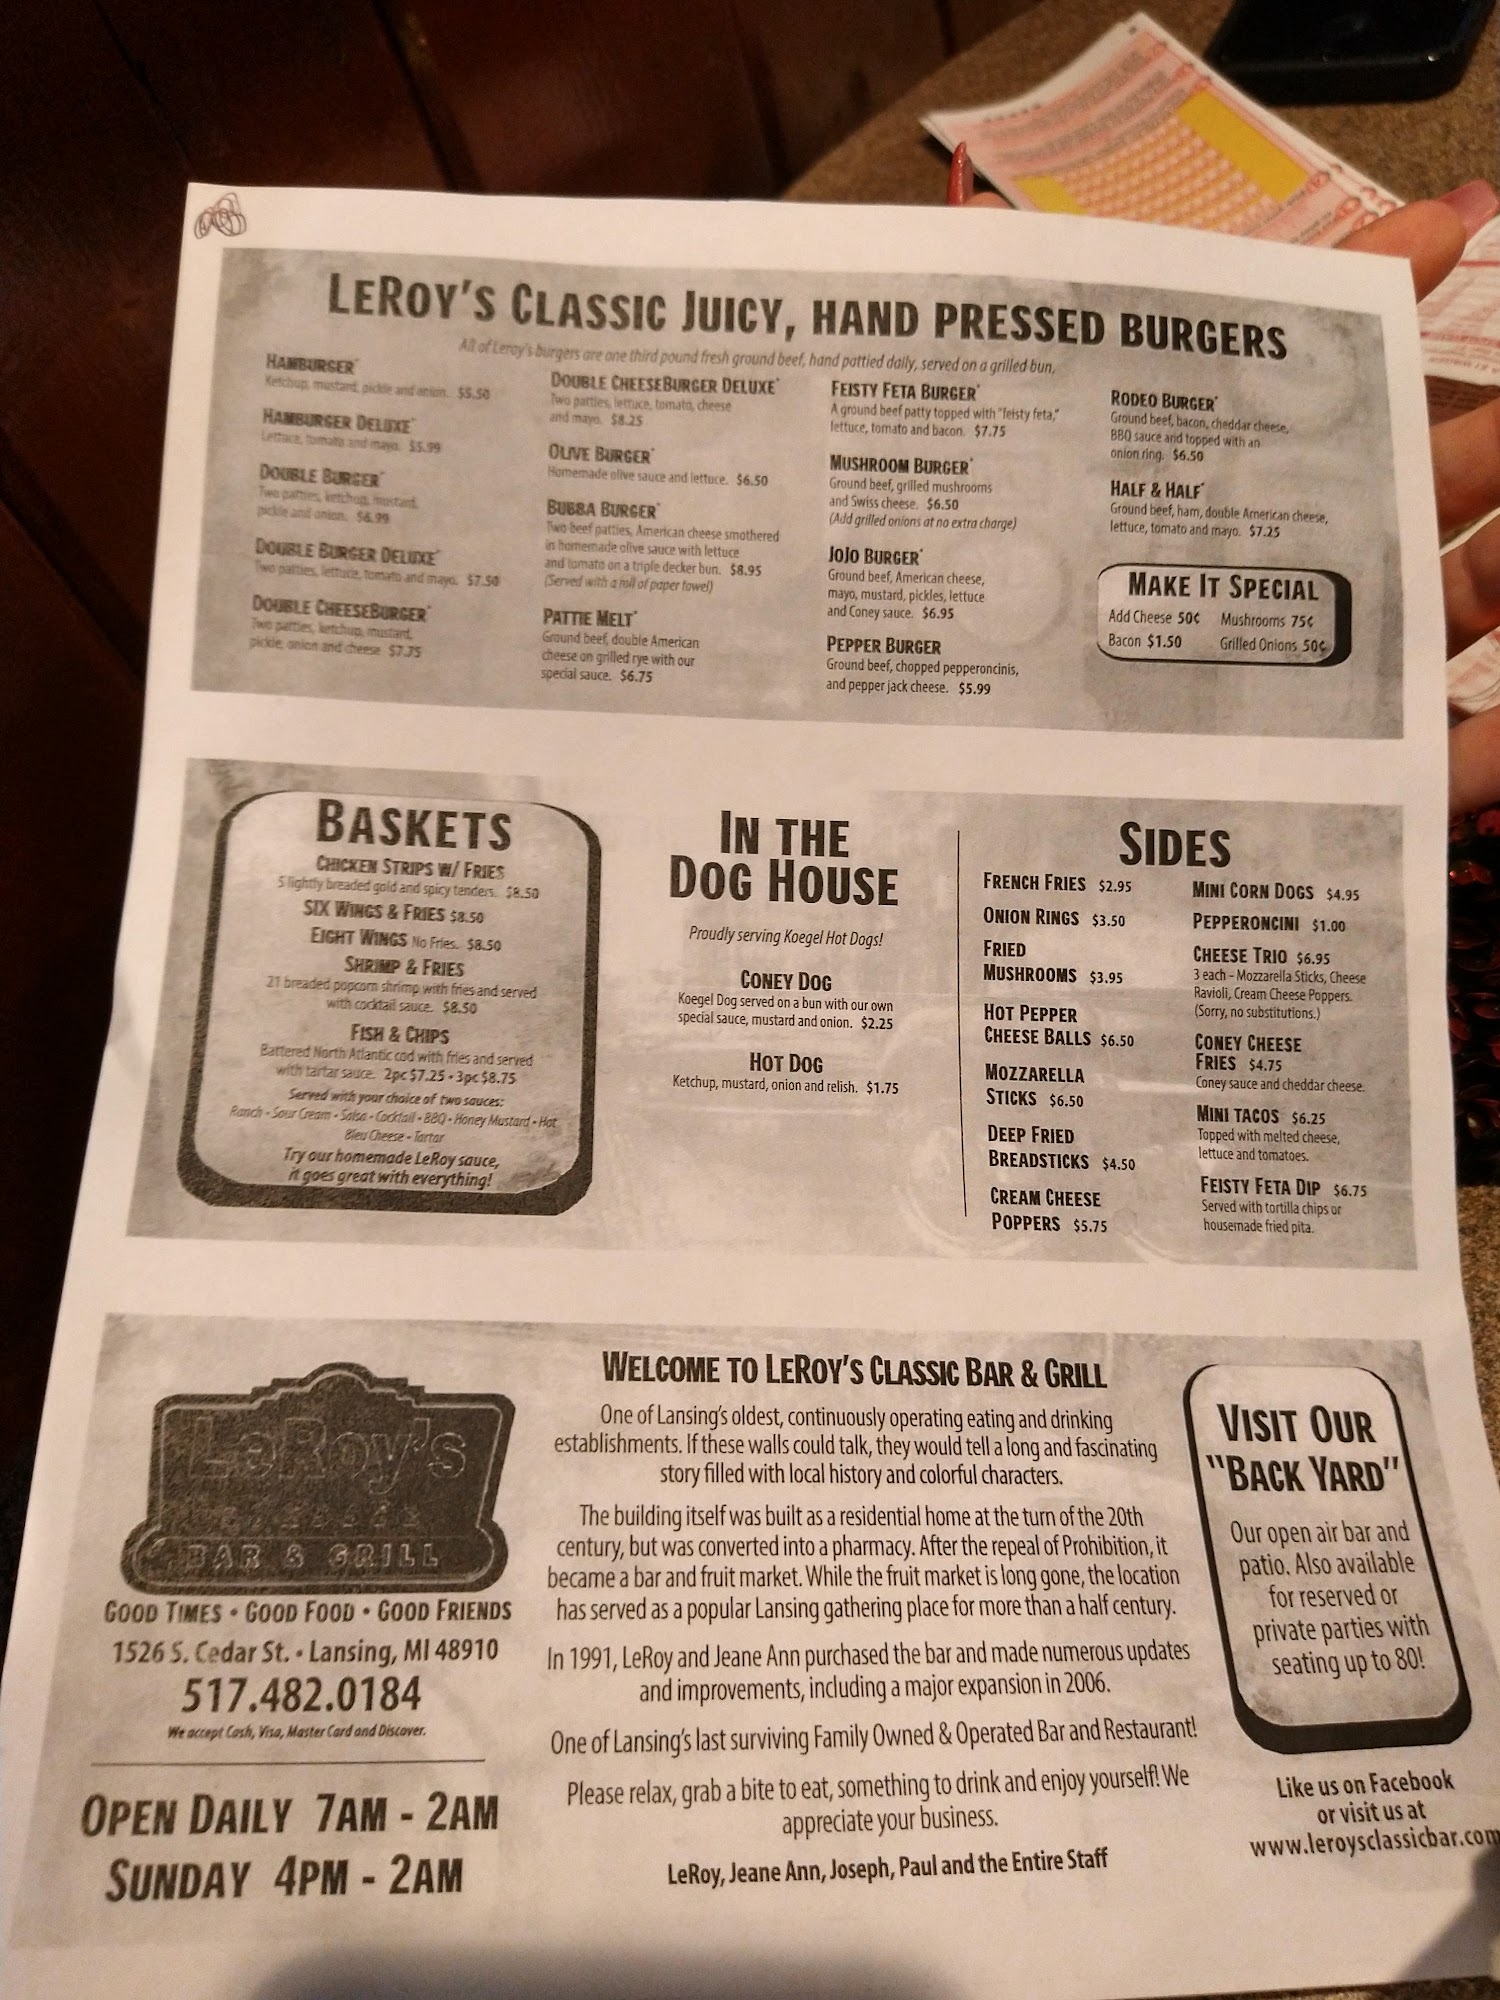 LEROY'S CLASSIC JUICY, HAND PRESSED BURGERS
All of Leroy's burgers are one third pound fresh ground beef, hand pattied daily, served on a grilled bun,
HAMBURGER*
Ketchup, mustard, pickle and onion. $5.50
HAMBURGER DELUXE*
Lettuce, tomato and mayo. $5.99
DOUBLE BURGER*
Two patties, ketchup, mustard,
pickle and onion. $6.99
DOUBLE BURGER DELUXE*
Two patties, lettuce, tomato and mayo. $7.50
DOUBLE CHEESEBURGER*
Two patties, ketchup, mustard,
pickle, onion and cheese $7.75
DOUBLE CHEESEBURGER DELUXE*
Two patties, lettuce, tomato, cheese
and mayo. $8.25
OLIVE BURGER*
Homemade olive sauce and lettuce. $6.50
BUBBA BURGER*
Two beef patties, American cheese smothered
in homemade olive sauce with lettuce
and tomato on a triple decker bun. $8.95
(Served with a roll of paper towel)
PATTIE MELT*
Ground beef, double American
cheese on grilled rye with our
special sauce. $6.75
FEISTY FETA BURGER*
A ground beef patty topped with "feisty feta,"
lettuce, tomato and bacon. $7.75
MUSHROOM BURGER*
Ground beef, grilled mushrooms
and Swiss cheese. $6.50
(Add grilled onions at no extra charge)
JOJO BURGER*
Ground beef, American cheese,
mayo, mustard, pickles, lettuce
and Coney sauce. $6.95
PEPPER BURGER
Ground beef, chopped pepperoncinis,
and pepper jack cheese. $5.99
RODEO BURGER*
Ground beef, bacon, cheddar cheese,
BBQ sauce and topped with an
onion ring. $6.50
HALF & HALF*
Ground beef, ham, double American cheese,
lettuce, tomato and mayo. $7.25
MAKE IT SPECIAL
Add Cheese 50¢ Mushrooms 75¢
Bacon $1.50 Grilled Onions 50¢
BASKETS
CHICKEN STRIPS W/ FRIES
5 lightly breaded gold and spicy tenders. $8.50
SIX WINGS & FRIES $8.50
EIGHT WINGS No Fries. $8.50
SHRIMP & FRIES
21 breaded popcorn shrimp with fries and served
with cocktail sauce. $8.50
FISH & CHIPS
Battered North Atlantic cod with fries and served
with tartar sauce. 2pc $7.25 • 3pc $8.75
Served with your choice of two sauces:
Ranch • Sour Cream • Salsa • Cocktail • BBQ • Honey Mustard • Hot
Bleu Cheese • Tartar
Try our homemade LeRoy sauce,
it goes great with everything!
IN THE
DOG HOUSE
Proudly serving Koegel Hot Dogs!
CONEY DOG
Koegel Dog served on a bun with our own
special sauce, mustard and onion. $2.25
HOT DOG
Ketchup, mustard, onion and relish. $1.75
SIDES
FRENCH FRIES $2.95
ONION RINGS $3.50
FRIED
MUSHROOMS $3.95
HOT PEPPER
CHEESE BALLS $6.50
MOZZARELLA
STICKS $6.50
DEEP FRIED
BREADSTICKS $4.50
CREAM CHEESE
POPPERS $5.75
MINI CORN DOGS $4.95
PEPPERONCINI $1.00
CHEESE TRIO $6.95
3 each – Mozzarella Sticks, Cheese
Ravioli, Cream Cheese Poppers.
(Sorry, no substitutions.)
CONEY CHEESE
FRIES $4.75
Coney sauce and cheddar cheese.
MINI TACOS $6.25
Topped with melted cheese,
lettuce and tomatoes.
FEISTY FETA DIP $6.75
Served with tortilla chips or
housemade fried pita.
LeRoy's
CLASSIC
BAR & GRILL
GOOD TIMES • GOOD FOOD • GOOD FRIENDS
1526 S. Cedar St. • Lansing, MI 48910
517.482.0184
We accept Cash, Visa, Master Card and Discover.
OPEN DAILY 7AM - 2AM
SUNDAY 4PM - 2AM
WELCOME TO LEROY'S CLASSIC BAR & GRILL
One of Lansing's oldest, continuously operating eating and drinking
establishments. If these walls could talk, they would tell a long and fascinating
story filled with local history and colorful characters.
The building itself was built as a residential home at the turn of the 20th
century, but was converted into a pharmacy. After the repeal of Prohibition, it
became a bar and fruit market. While the fruit market is long gone, the location
has served as a popular Lansing gathering place for more than a half century.
In 1991, LeRoy and Jeane Ann purchased the bar and made numerous updates
and improvements, including a major expansion in 2006.
One of Lansing's last surviving Family Owned & Operated Bar and Restaurant!
Please relax, grab a bite to eat, something to drink and enjoy yourself! We
appreciate your business.
LeRoy, Jeane Ann, Joseph, Paul and the Entire Staff
VISIT OUR
"BACK YARD"
Our open air bar and
patio. Also available
for reserved or
private parties with
seating up to 80!
Like us on Facebook
or visit us at
www.leroysclassicbar.com